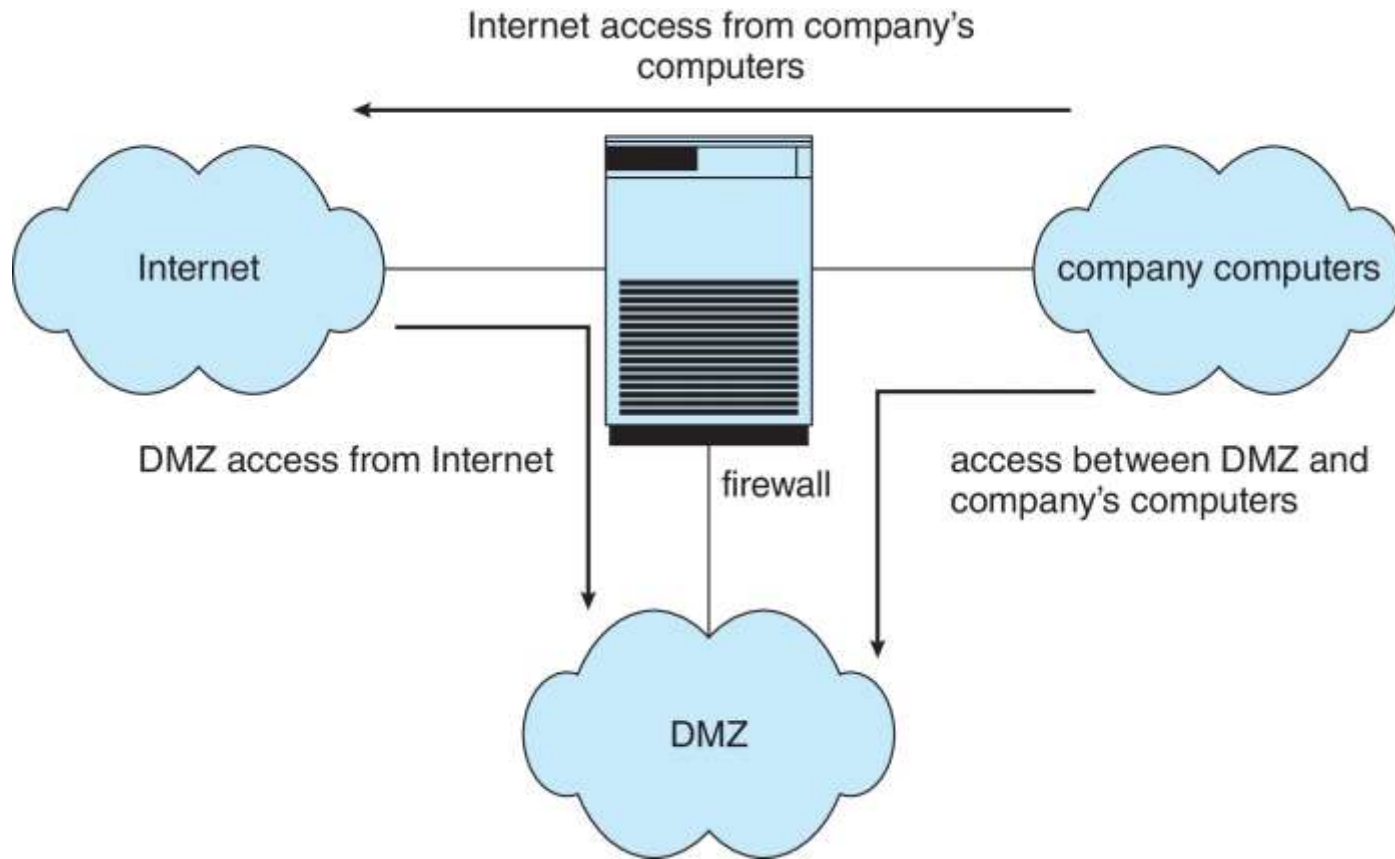 Internet access from company's
computers
Internet
company computers
DMZ access from Internet
firewall
access between DMZ and
company's computers
DMZ